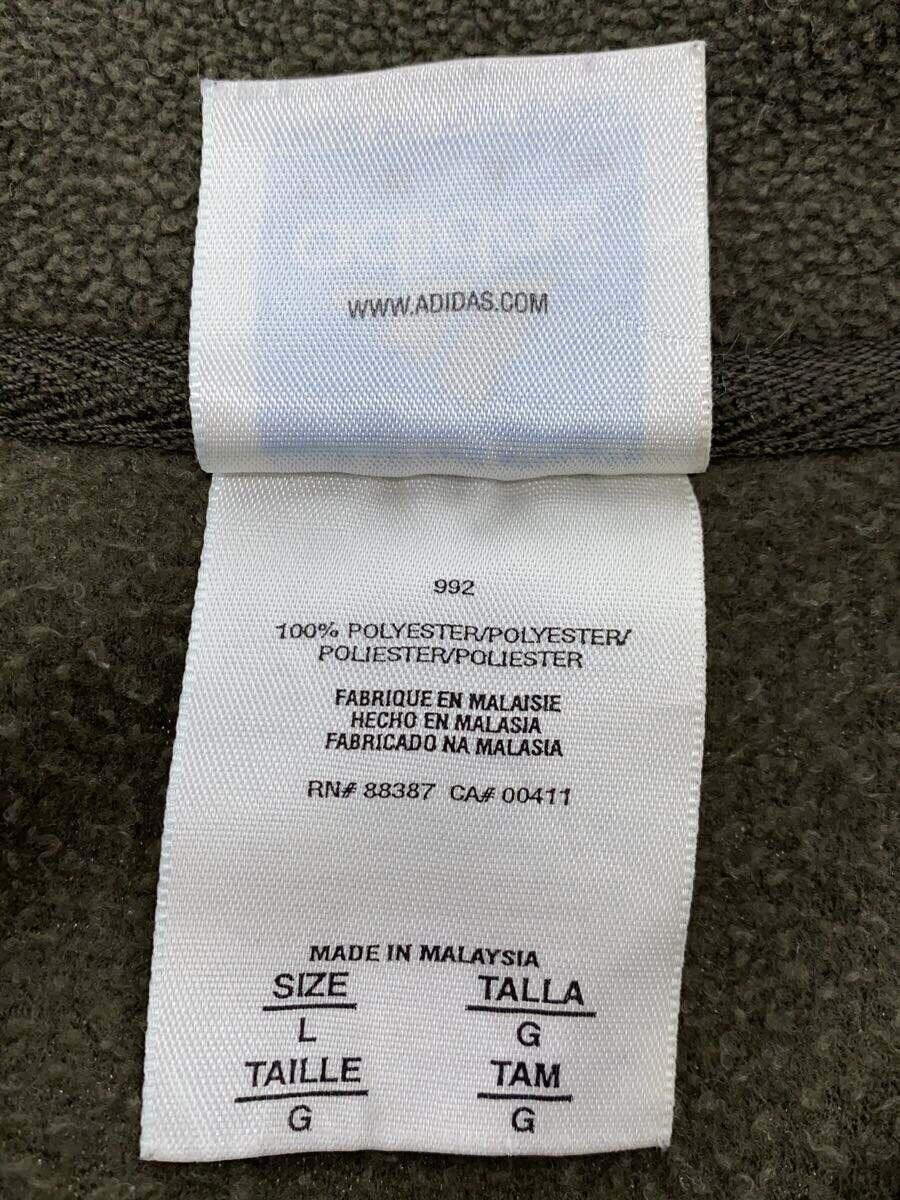 WWW.ADIDAS.COM
992
100% POLYESTER/POLYESTER/
POLIESTER/POLIESTER
FABRIQUE EN MALAISIE
HECHO EN MALASIA
FABRICADO NA MALASIA
RN# 88387 CA# 00411
MADE IN MALAYSIA
SIZE TALLA
L G
TAILLE TAM
G G